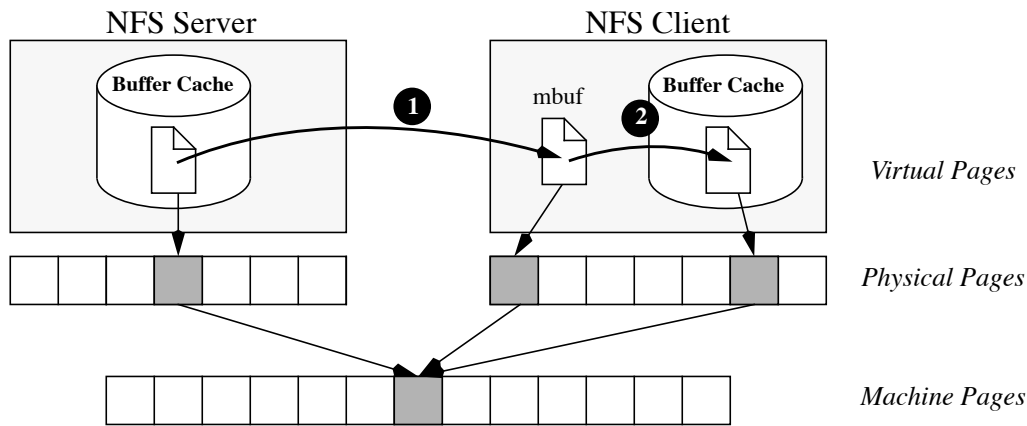 NFS Server
NFS Client
Buffer Cache
Buffer Cache
1
mbuf
2
Virtual Pages
Physical Pages
Machine Pages